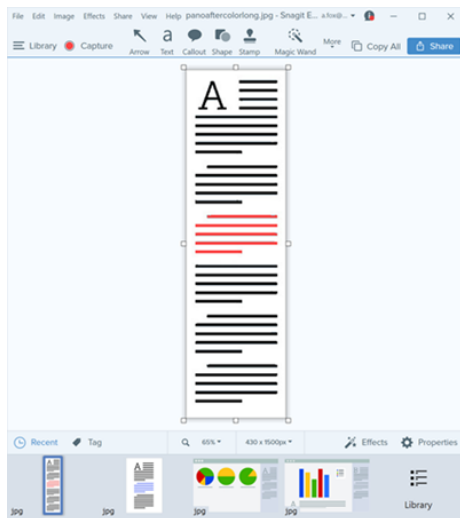 File Edit Image Effects Share View Help panoaftercolorlong.jpg - Snagit E...
Library Capture Arrow Text Callout Shape Stamp Magic Wand More Copy All Share
A
Recent Tag 65% 430 x 1500px Effects Properties
jpg jpg jpg jpg Library